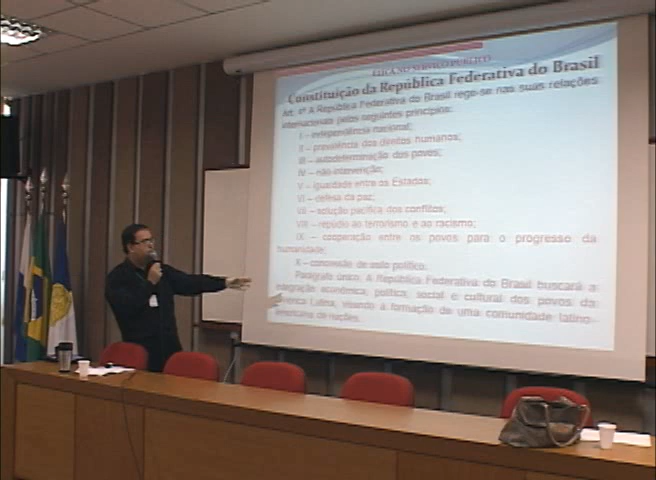 ÉTICA NO SERVIÇO PÚBLICO
Constituição da República Federativa do Brasil
Art. 4º A República Federativa do Brasil rege-se nas suas relações
internacionais pelos seguintes princípios:
I – independência nacional;
II – prevalência dos direitos humanos;
III – autodeterminação dos povos;
IV – não-intervenção;
V – igualdade entre os Estados;
VI – defesa da paz;
VII – solução pacífica dos conflitos;
VIII – repúdio ao terrorismo e ao racismo;
IX – cooperação entre os povos para o progresso da
humanidade;
X – concessão de asilo político.
Parágrafo único. A República Federativa do Brasil buscará a
integração econômica, política, social e cultural dos povos da
América Latina, visando à formação de uma comunidade latino-
americana de nações.